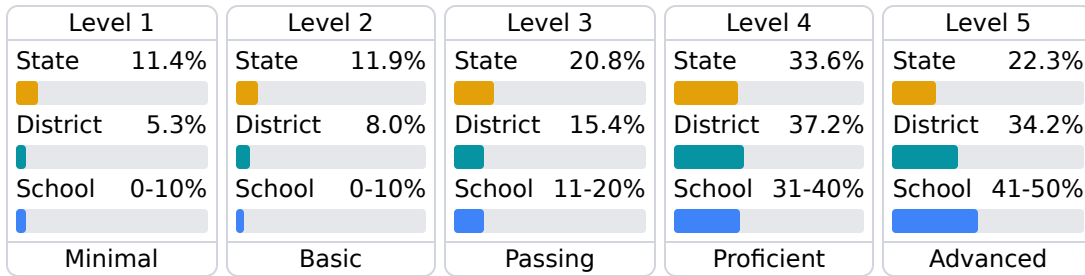 Level 1
State 11.4%
District 5.3%
School 0-10%
Minimal
Level 2
State 11.9%
District 8.0%
School 0-10%
Basic
Level 3
State 20.8%
District 15.4%
School 11-20%
Passing
Level 4
State 33.6%
District 37.2%
School 31-40%
Proficient
Level 5
State 22.3%
District 34.2%
School 41-50%
Advanced